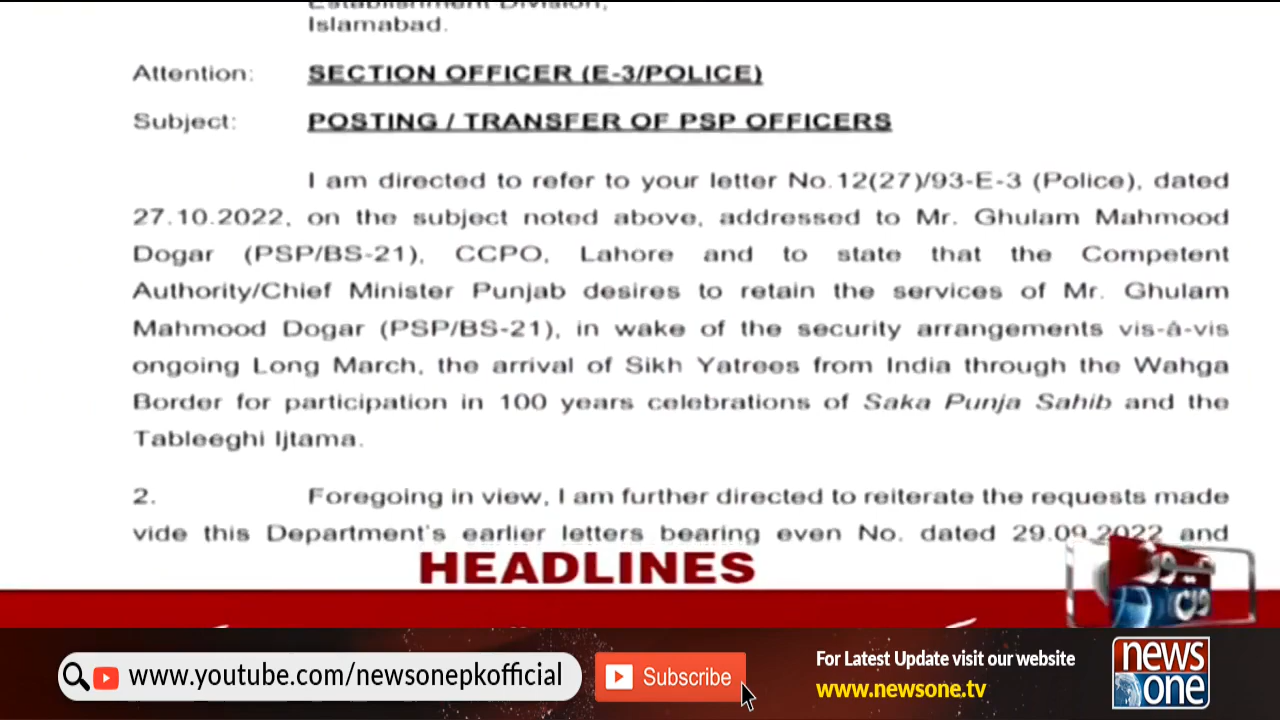 Establishment Division,
Islamabad.
Attention: SECTION OFFICER (E-3/POLICE)
Subject: POSTING / TRANSFER OF PSP OFFICERS
I am directed to refer to your letter No.12(27)/93-E-3 (Police), dated
27.10.2022, on the subject noted above, addressed to Mr. Ghulam Mahmood
Dogar (PSP/BS-21), CCPO, Lahore and to state that the Competent
Authority/Chief Minister Punjab desires to retain the services of Mr. Ghulam
Mahmood Dogar (PSP/BS-21), in wake of the security arrangements vis-à-vis
ongoing Long March, the arrival of Sikh Yatrees from India through the Wahga
Border for participation in 100 years celebrations of Saka Punja Sahib and the
Tableeghi Ijtama.
2. Foregoing in view, I am further directed to reiterate the requests made
vide this Department's earlier letters bearing even No. dated 29.09.2022 and
HEADLINES
نیوز
ون
www.youtube.com/newsonepkofficial
Subscribe
For Latest Update visit our website
www.newsone.tv
news
one